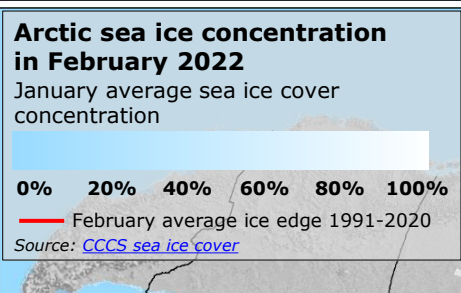 Arctic sea ice concentration
in February 2022
January average sea ice cover
concentration
0% 20% 40% 60% 80% 100%
February average ice edge 1991-2020
Source: CCCS sea ice cover